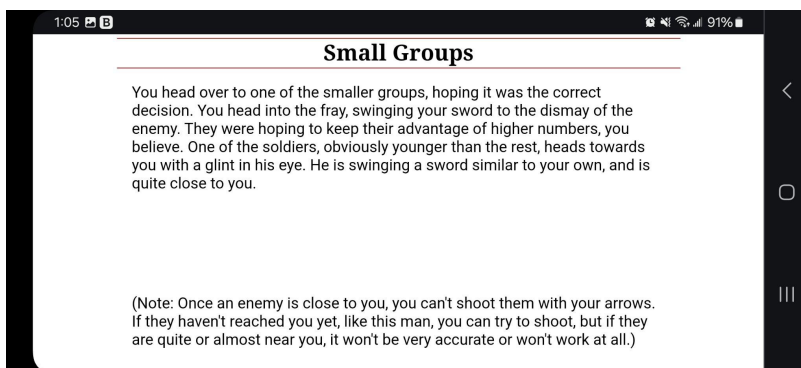 1:05 B 91%
Small Groups
You head over to one of the smaller groups, hoping it was the correct
decision. You head into the fray, swinging your sword to the dismay of the
enemy. They were hoping to keep their advantage of higher numbers, you
believe. One of the soldiers, obviously younger than the rest, heads towards
you with a glint in his eye. He is swinging a sword similar to your own, and is
quite close to you.
(Note: Once an enemy is close to you, you can't shoot them with your arrows.
If they haven't reached you yet, like this man, you can try to shoot, but if they
are quite or almost near you, it won't be very accurate or won't work at all.)